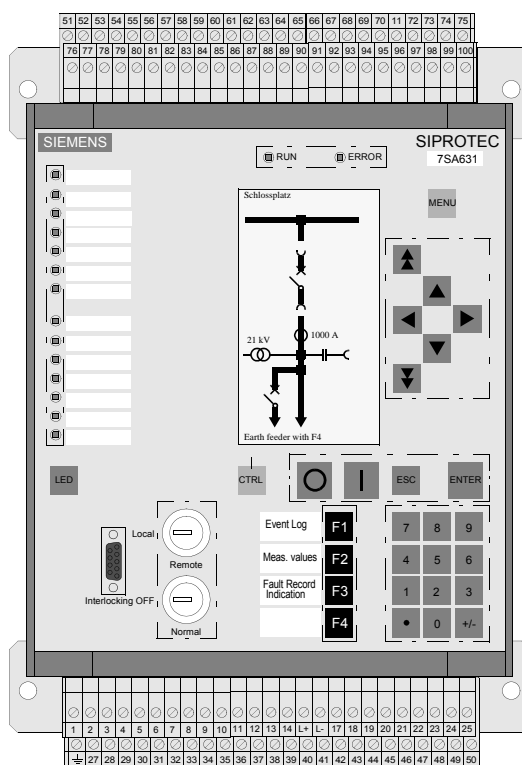 51 52 53 54 55 56 57 58 59 60 61 62 63 64 65 66 67 68 69 70 11 72 73 74 75
76 77 78 79 80 81 82 83 84 85 86 87 88 89 90 91 92 93 94 95 96 97 98 99 100
SIEMENS
SIPROTEC
RUN
ERROR
7SA631
Schlossplatz
MENU
21 kV
1000 A
Earth feeder with F4
LED
CTRL
ESC
ENTER
Local
Remote
Event Log
F1
7 8 9
Meas. values
F2
4 5 6
Fault Record
Indication
F3
1 2 3
Interlocking OFF
Normal
F4
• 0 +/-
1 2 3 4 5 6 7 8 9 10 11 12 13 14 L+ L- 17 18 19 20 21 22 23 24 25
27 28 29 30 31 32 33 34 35 36 37 38 39 40 41 42 43 44 45 46 47 48 49 50